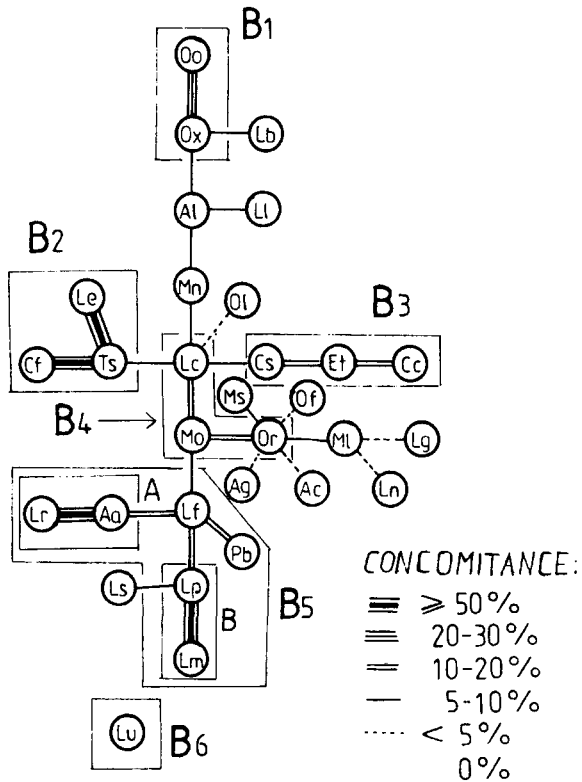 B1
Oo
Ox Lb
Al Ll
B2
Mn
Le Ol B3
Cf Ts Lc Cs Et Cc
Ms Of
B4
Mo Or Ml Lg
A Ag Ac Ln
Lr Aa Lf
Pb
Ls Lp B B5
Lm
Lu B6
CONCOMITANCE:
≥ 50%
20-30%
10-20%
5-10%
< 5%
0%